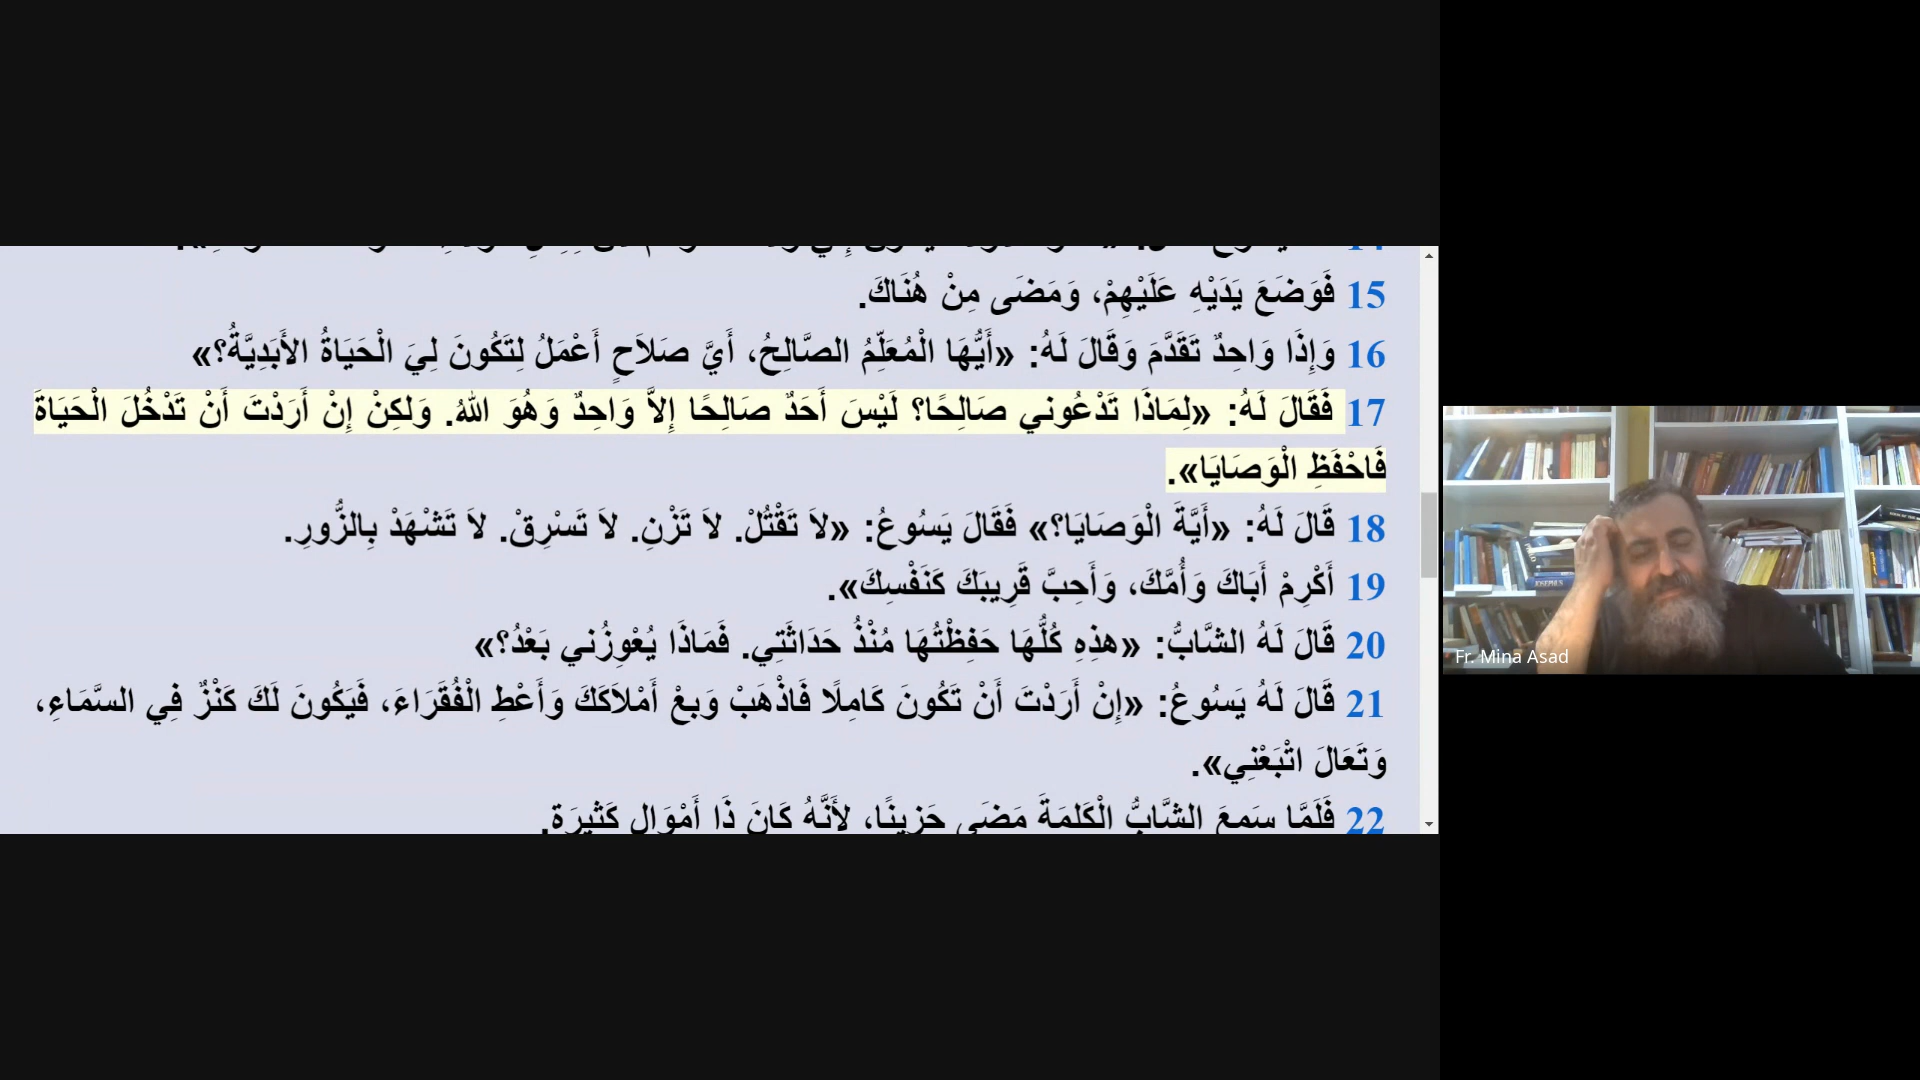 15 فَوَضَعَ يَدَيْهِ عَلَيْهِمْ، وَمَضَى مِنْ هُنَاكَ.
16 وَإِذَا وَاحِدٌ تَقَدَّمَ وَقَالَ لَهُ: «أَيُّهَا الْمُعَلِّمُ الصَّالِحُ، أَيَّ صَلاَحٍ أَعْمَلُ لِتَكُونَ لِيَ الْحَيَاةُ الأَبَدِيَّةُ؟»
17 فَقَالَ لَهُ: «لِمَاذَا تَدْعُوني صَالِحًا؟ لَيْسَ أَحَدٌ صَالِحًا إِلاَّ وَاحِدٌ وَهُوَ اللهُ. وَلكِنْ إِنْ أَرَدْتَ أَنْ تَدْخُلَ الْحَيَاةَ
فَاحْفَظِ الْوَصَايَا».
18 قَالَ لَهُ: «أَيَّةَ الْوَصَايَا؟» فَقَالَ يَسُوعُ: «لاَ تَقْتُلْ. لاَ تَزْنِ. لاَ تَسْرِقْ. لاَ تَشْهَدْ بِالزُّورِ.
19 أَكْرِمْ أَبَاكَ وَأُمَّكَ، وَأَحِبَّ قَرِيبَكَ كَنَفْسِكَ».
20 قَالَ لَهُ الشَّابُّ: «هذِهِ كُلُّهَا حَفِظْتُهَا مُنْذُ حَدَاثَتِي. فَمَاذَا يُعْوِزُني بَعْدُ؟»
21 قَالَ لَهُ يَسُوعُ: «إِنْ أَرَدْتَ أَنْ تَكُونَ كَامِلًا فَاذْهَبْ وَبعْ أَمْلاَكَكَ وَأَعْطِ الْفُقَرَاءَ، فَيَكُونَ لَكَ كَنْزٌ فِي السَّمَاءِ،
وَتَعَالَ اتْبَعْنِي».
22 فَلَمَّا سَمِعَ الشَّابُّ الْكَلِمَةَ مَضَى حَزِينًا، لأَنَّهُ كَانَ ذَا أَمْوَال كَثِيرَةٍ.
Fr. Mina Asad